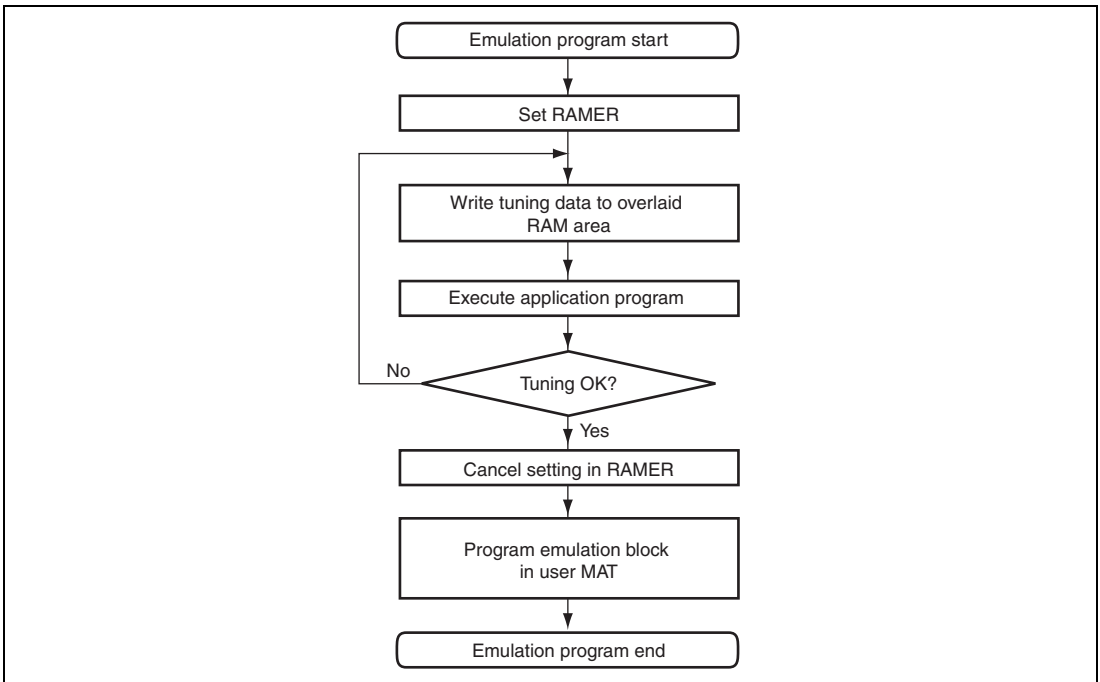 Emulation program start
Set RAMER
Write tuning data to overlaid
RAM area
Execute application program
No
Tuning OK?
Yes
Cancel setting in RAMER
Program emulation block
in user MAT
Emulation program end